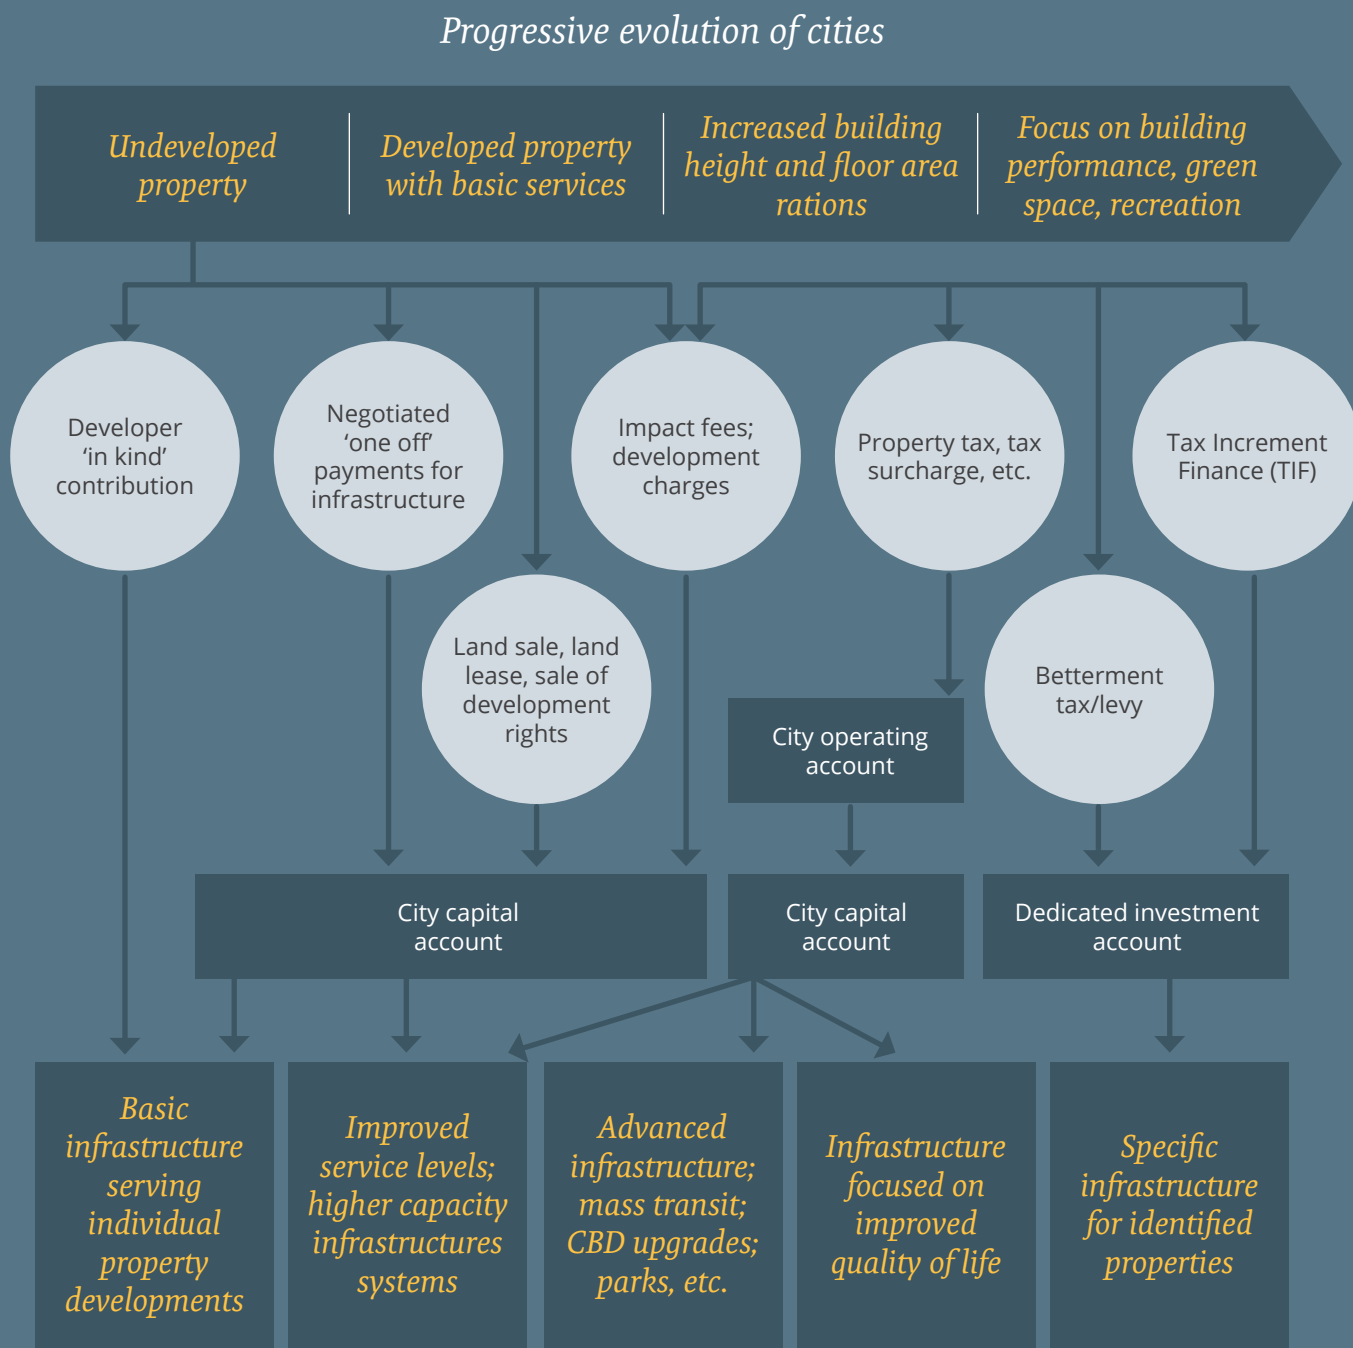 Progressive evolution of cities
Undeveloped
property
Developed property
with basic services
Increased building
height and floor area
rations
Focus on building
performance, green
space, recreation
Developer
‘in kind’
contribution
Negotiated
‘one off’
payments for
infrastructure
Impact fees;
development
charges
Property tax, tax
surcharge, etc.
Tax Increment
Finance (TIF)
Land sale, land
lease, sale of
development
rights
Betterment
tax/levy
City operating
account
City capital
account
City capital
account
Dedicated investment
account
Basic
infrastructure
serving
individual
property
developments
Improved
service levels;
higher capacity
infrastructures
systems
Advanced
infrastructure;
mass transit;
CBD upgrades;
parks, etc.
Infrastructure
focused on
improved
quality of life
Specific
infrastructure
for identified
properties